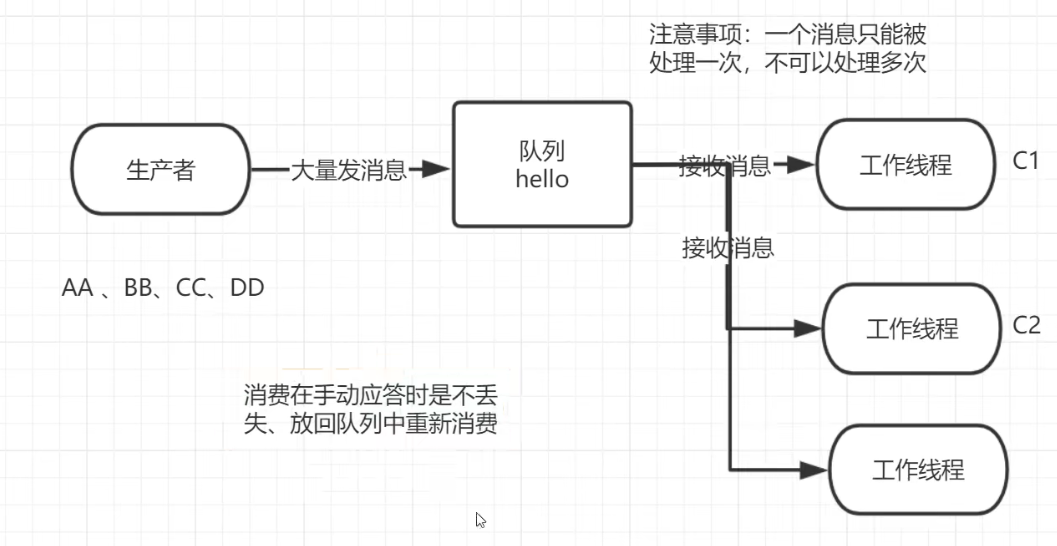 注意事项：一个消息只能被
处理一次，不可以处理多次
生产者
大量发消息
队列
hello
接收消息
工作线程
C1
接收消息
AA 、BB、CC、DD
工作线程
C2
消费在手动应答时是不丢
失、放回队列中重新消费
工作线程